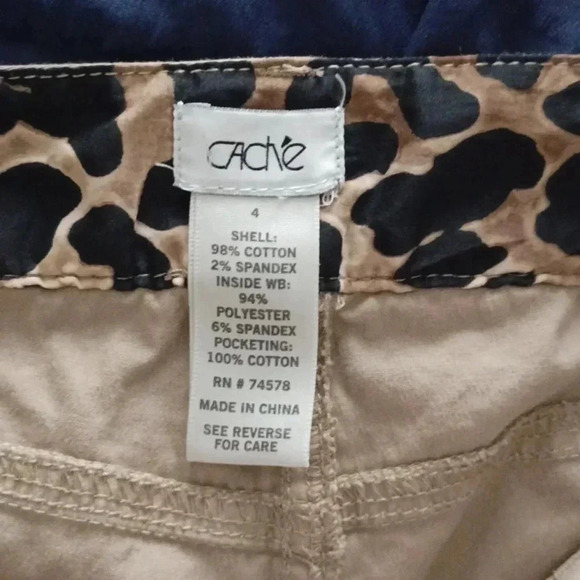 Caché
4
SHELL:
98% COTTON
2% SPANDEX
INSIDE WB:
94%
POLYESTER
6% SPANDEX
POCKETING:
100% COTTON
RN # 74578
MADE IN CHINA
SEE REVERSE
FOR CARE